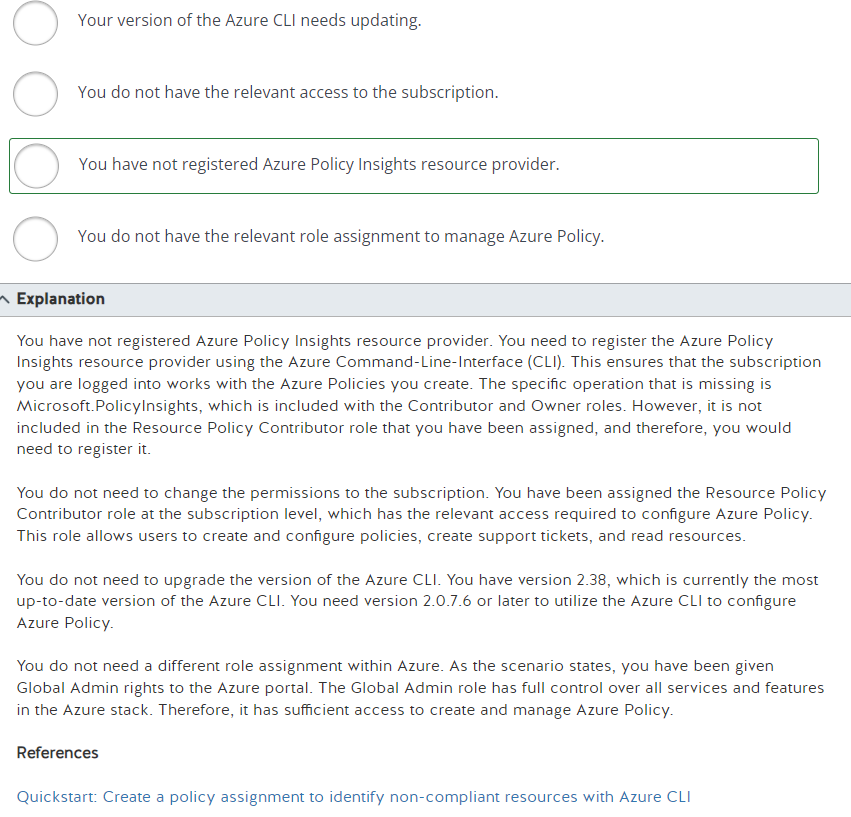 Your version of the Azure CLI needs updating.
You do not have the relevant access to the subscription.
You have not registered Azure Policy Insights resource provider.
You do not have the relevant role assignment to manage Azure Policy.
Explanation
You have not registered Azure Policy Insights resource provider. You need to register the Azure Policy
Insights resource provider using the Azure Command-Line-Interface (CLI). This ensures that the subscription
you are logged into works with the Azure Policies you create. The specific operation that is missing is
Microsoft.PolicyInsights, which is included with the Contributor and Owner roles. However, it is not
included in the Resource Policy Contributor role that you have been assigned, and therefore, you would
need to register it.
You do not need to change the permissions to the subscription. You have been assigned the Resource Policy
Contributor role at the subscription level, which has the relevant access required to configure Azure Policy.
This role allows users to create and configure policies, create support tickets, and read resources.
You do not need to upgrade the version of the Azure CLI. You have version 2.38, which is currently the most
up-to-date version of the Azure CLI. You need version 2.0.7.6 or later to utilize the Azure CLI to configure
Azure Policy.
You do not need a different role assignment within Azure. As the scenario states, you have been given
Global Admin rights to the Azure portal. The Global Admin role has full control over all services and features
in the Azure stack. Therefore, it has sufficient access to create and manage Azure Policy.
References
Quickstart: Create a policy assignment to identify non-compliant resources with Azure CLI